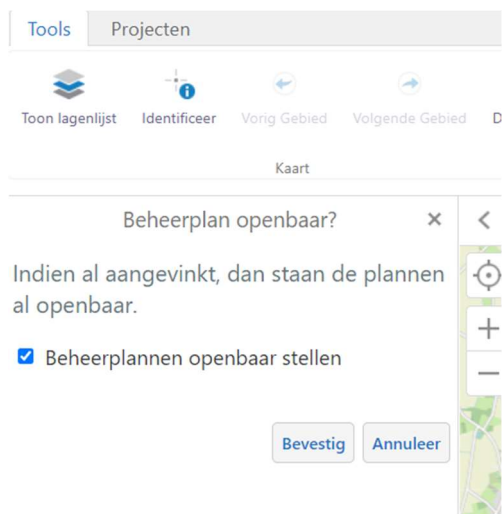 Tools Projecten
Toon lagenlijst Identificeer Vorig Gebied Volgende Gebied D
Kaart
Beheerplan openbaar?
Indien al aangevinkt, dan staan de plannen
al openbaar.
Beheerplannen openbaar stellen
Bevestig Annuleer